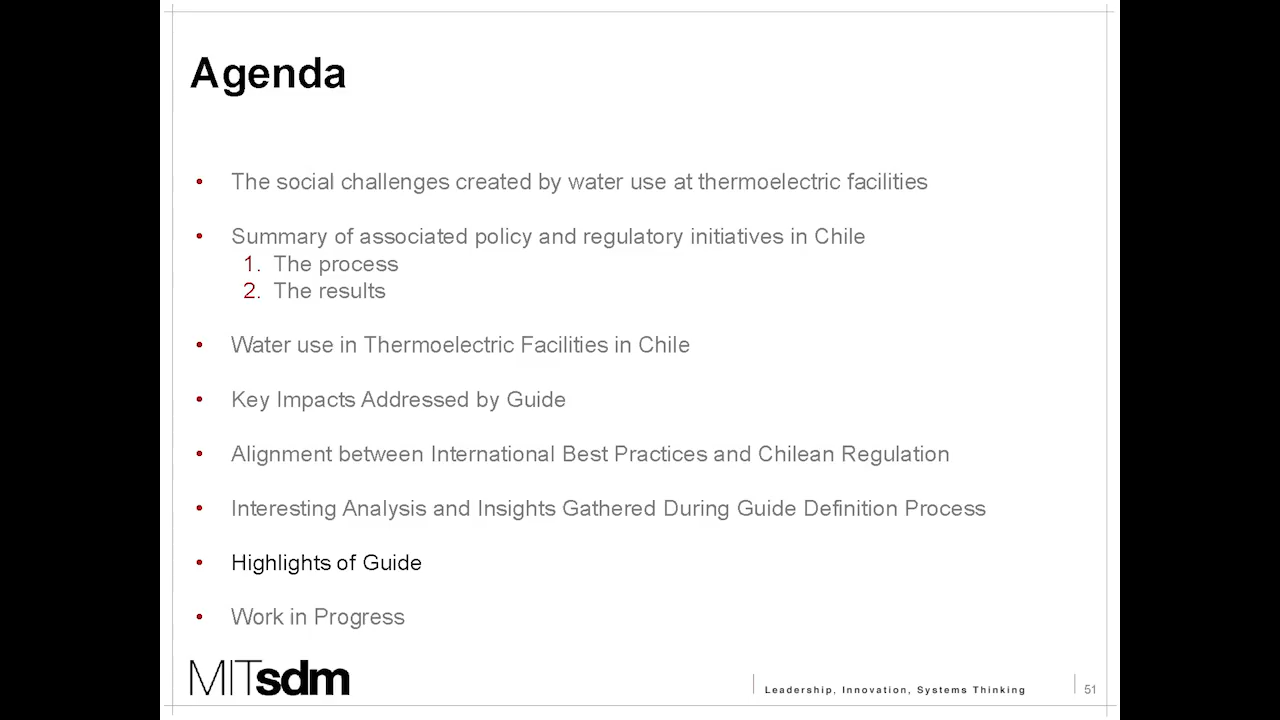 Agenda
• The social challenges created by water use at thermoelectric facilities
• Summary of associated policy and regulatory initiatives in Chile
1. The process
2. The results
• Water use in Thermoelectric Facilities in Chile
• Key Impacts Addressed by Guide
• Alignment between International Best Practices and Chilean Regulation
• Interesting Analysis and Insights Gathered During Guide Definition Process
• Highlights of Guide
• Work in Progress
MITsdm
Leadership, Innovation, Systems Thinking
51